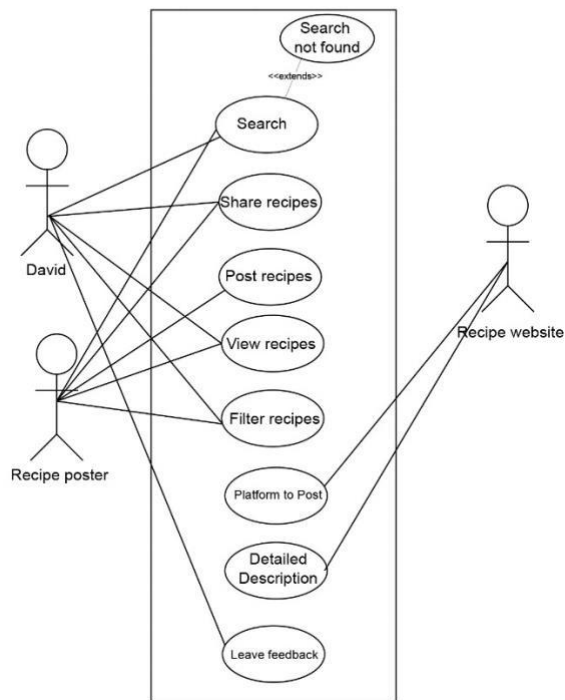 Search
not found
<<extends>>
Search
Share recipes
David
Post recipes
Recipe website
View recipes
Filter recipes
Recipe poster
Platform to Post
Detailed
Description
Leave feedback